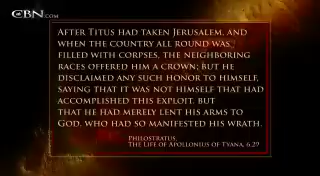 CBN.COM
AFTER TITUS HAD TAKEN JERUSALEM, AND
WHEN THE COUNTRY ALL ROUND WAS
FILLED WITH CORPSES, THE NEIGHBORING
RACES OFFERED HIM A CROWN; BUT HE
DISCLAIMED ANY SUCH HONOR TO HIMSELF,
SAYING THAT IT WAS NOT HIMSELF THAT HAD
ACCOMPLISHED THIS EXPLOIT, BUT
THAT HE HAD MERELY LENT HIS ARMS TO
GOD, WHO HAD SO MANIFESTED HIS WRATH.
PHILOSTRATUS,
THE LIFE OF APOLLONIUS OF TYANA, 6.29